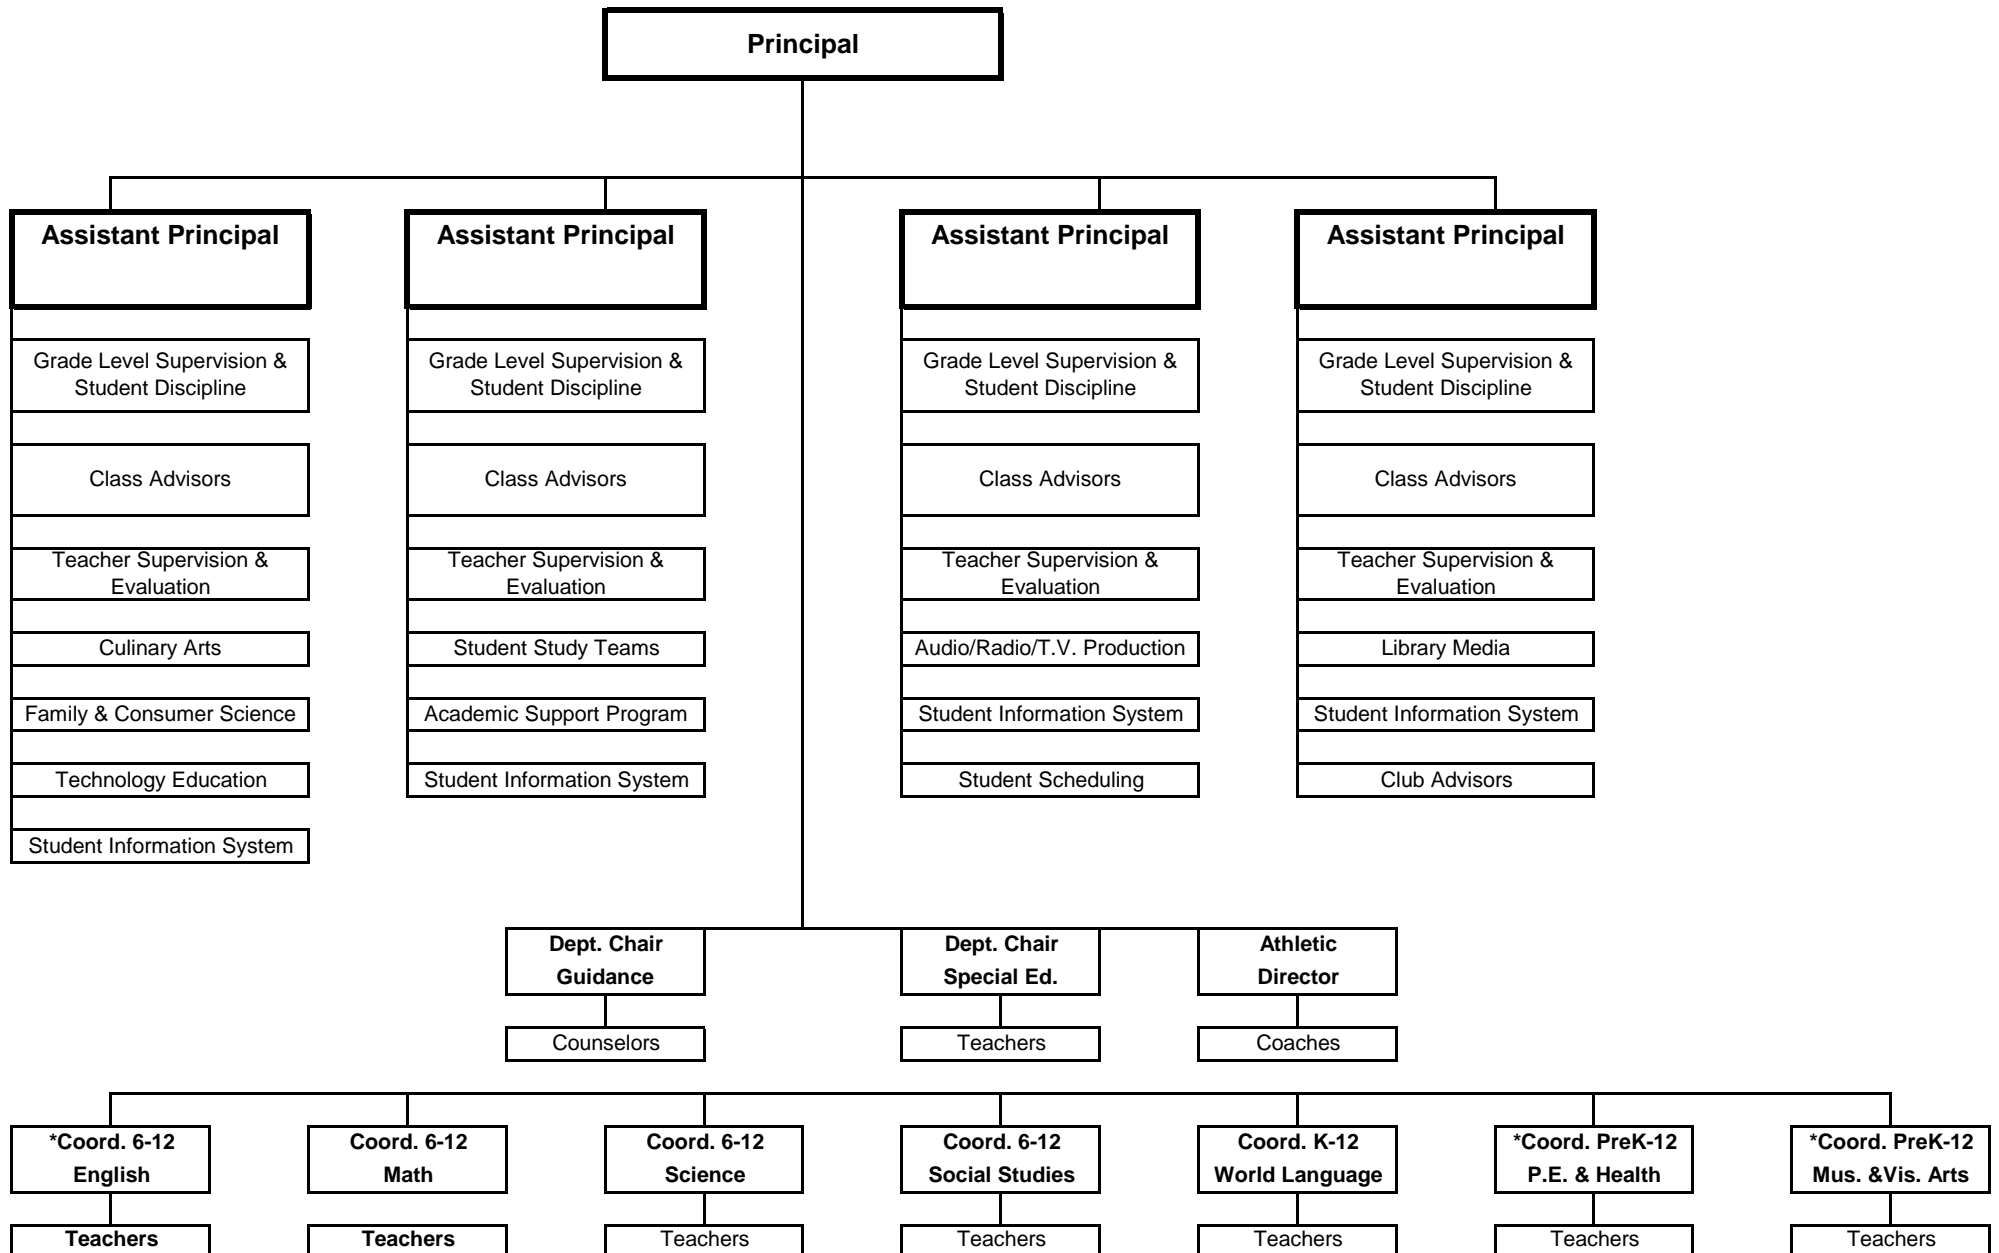 Principal
Assistant Principal
Assistant Principal
Assistant Principal
Assistant Principal
Grade Level Supervision &
Student Discipline
Grade Level Supervision &
Student Discipline
Grade Level Supervision &
Student Discipline
Grade Level Supervision &
Student Discipline
Class Advisors
Class Advisors
Class Advisors
Class Advisors
Teacher Supervision &
Evaluation
Teacher Supervision &
Evaluation
Teacher Supervision &
Evaluation
Teacher Supervision &
Evaluation
Culinary Arts
Student Study Teams
Audio/Radio/T.V. Production
Library Media
Family & Consumer Science
Academic Support Program
Student Information System
Student Information System
Technology Education
Student Information System
Student Scheduling
Club Advisors
Student Information System
Dept. Chair
Guidance
Dept. Chair
Special Ed.
Athletic
Director
Counselors
Teachers
Coaches
*Coord. 6-12
English
Coord. 6-12
Math
Coord. 6-12
Science
Coord. 6-12
Social Studies
Coord. K-12
World Language
*Coord. PreK-12
P.E. & Health
*Coord. PreK-12
Mus. &Vis. Arts
Teachers
Teachers
Teachers
Teachers
Teachers
Teachers
Teachers